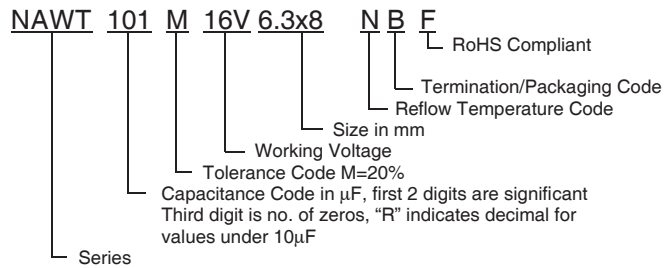 NAWT 101 M 16V 6.3x8 N B F
RoHS Compliant
Termination/Packaging Code
Reflow Temperature Code
Size in mm
Working Voltage
Tolerance Code M=20%
Capacitance Code in μF, first 2 digits are significant
Third digit is no. of zeros, “R” indicates decimal for
values under 10μF
Series